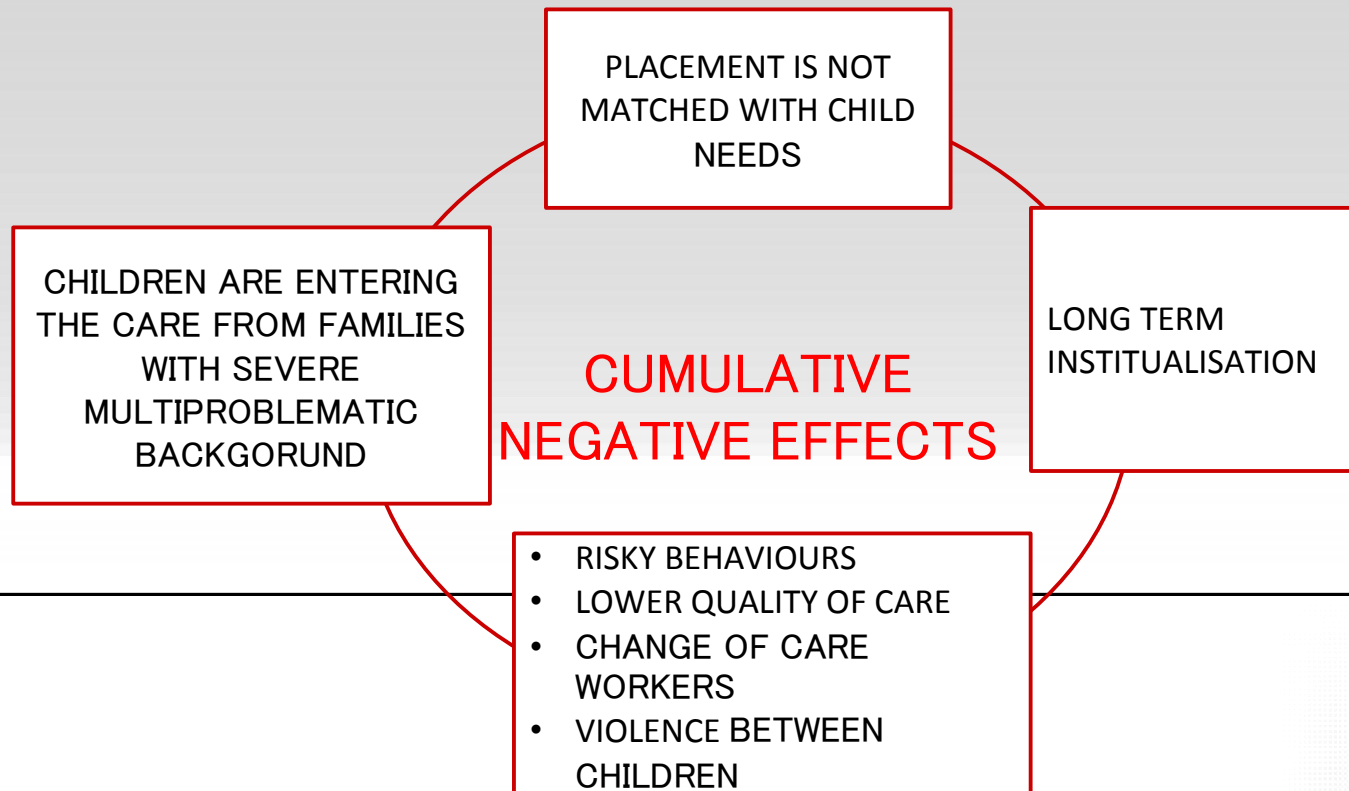 PLACEMENT IS NOT
MATCHED WITH CHILD
NEEDS
CHILDREN ARE ENTERING
THE CARE FROM FAMILIES
WITH SEVERE
MULTIPROBLEMATIC
BACKGORUND
CUMULATIVE
NEGATIVE EFFECTS
LONG TERM
INSTITUALISATION
• RISKY BEHAVIOURS
• LOWER QUALITY OF CARE
• CHANGE OF CARE
WORKERS
• VIOLENCE BETWEEN
CHILDREN